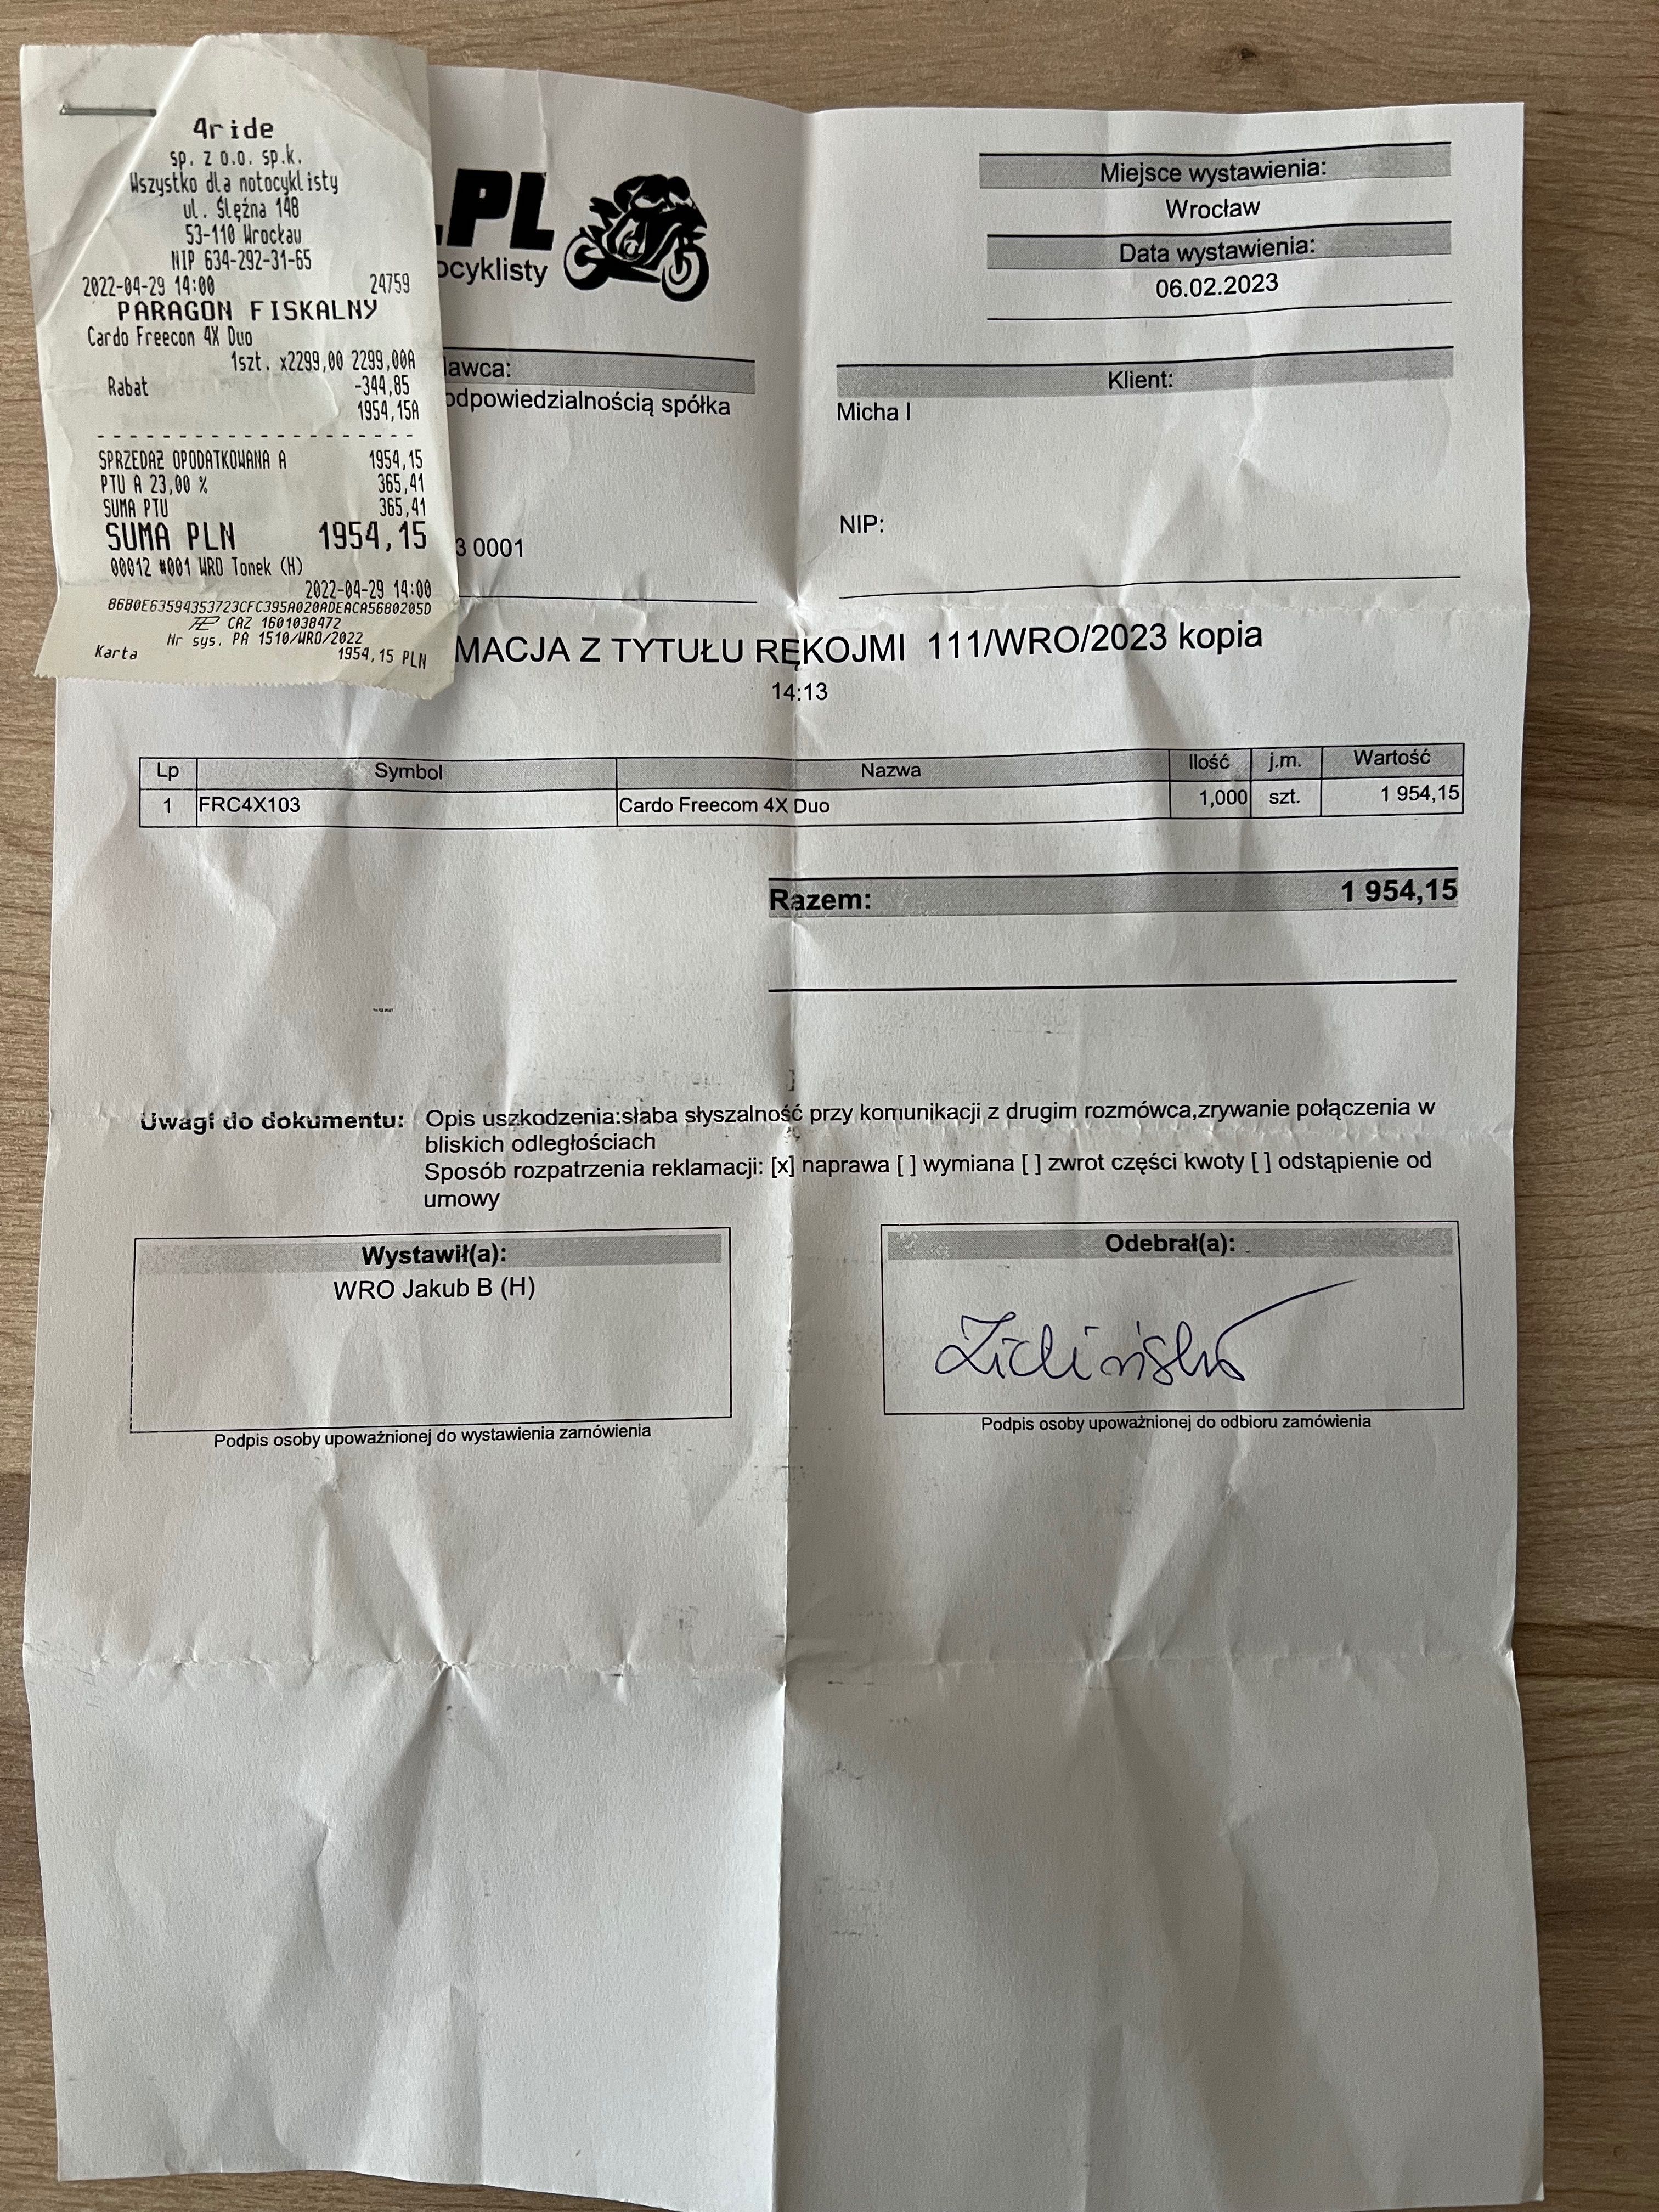 4ride
sp. z o.o. sp.k.
Wszystko dla motocyklisty
ul. Ślężna 148
53-110 Wrocław
NIP 634-292-31-65
2022-04-29 14:00 24759
PARAGON FISKALNY
Cardo Freecom 4X Duo
1szt. x2299,00 2299,00A
Rabat -344,85
1954,15A
SPRZEDAŻ OPODATKOWANA A 1954,15
PTU A 23,00 % 365,41
SUMA PTU 365,41
SUMA PLN 1954,15
00012 #001 WRO Tomek (H)
2022-04-29 14:00
86B0E63594353723CFC395A020ADEACA5680205D
CAZ 1601038472
Nr sys. PA 1510/WRO/2022
Karta 1954,15 PLN
.PL
ocyklisty
Miejsce wystawienia:
Wrocław
Data wystawienia:
06.02.2023
awca:
odpowiedzialnością spółka
3 0001
Klient:
Micha l
NIP:
MACJA Z TYTUŁU RĘKOJMI 111/WRO/2023 kopia
14:13
Lp Symbol Nazwa Ilość j.m. Wartość
1 FRC4X103 Cardo Freecom 4X Duo 1,000 szt. 1 954,15
Razem: 1 954,15
Uwagi do dokumentu: Opis uszkodzenia:słaba słyszalność przy komunikacji z drugim rozmówca,zrywanie połączenia w
bliskich odległościach
Sposób rozpatrzenia reklamacji: [x] naprawa [ ] wymiana [ ] zwrot części kwoty [ ] odstąpienie od
umowy
Wystawił(a):
WRO Jakub B (H)
Podpis osoby upoważnionej do wystawienia zamówienia
Odebrał(a):
Podpis osoby upoważnionej do odbioru zamówienia